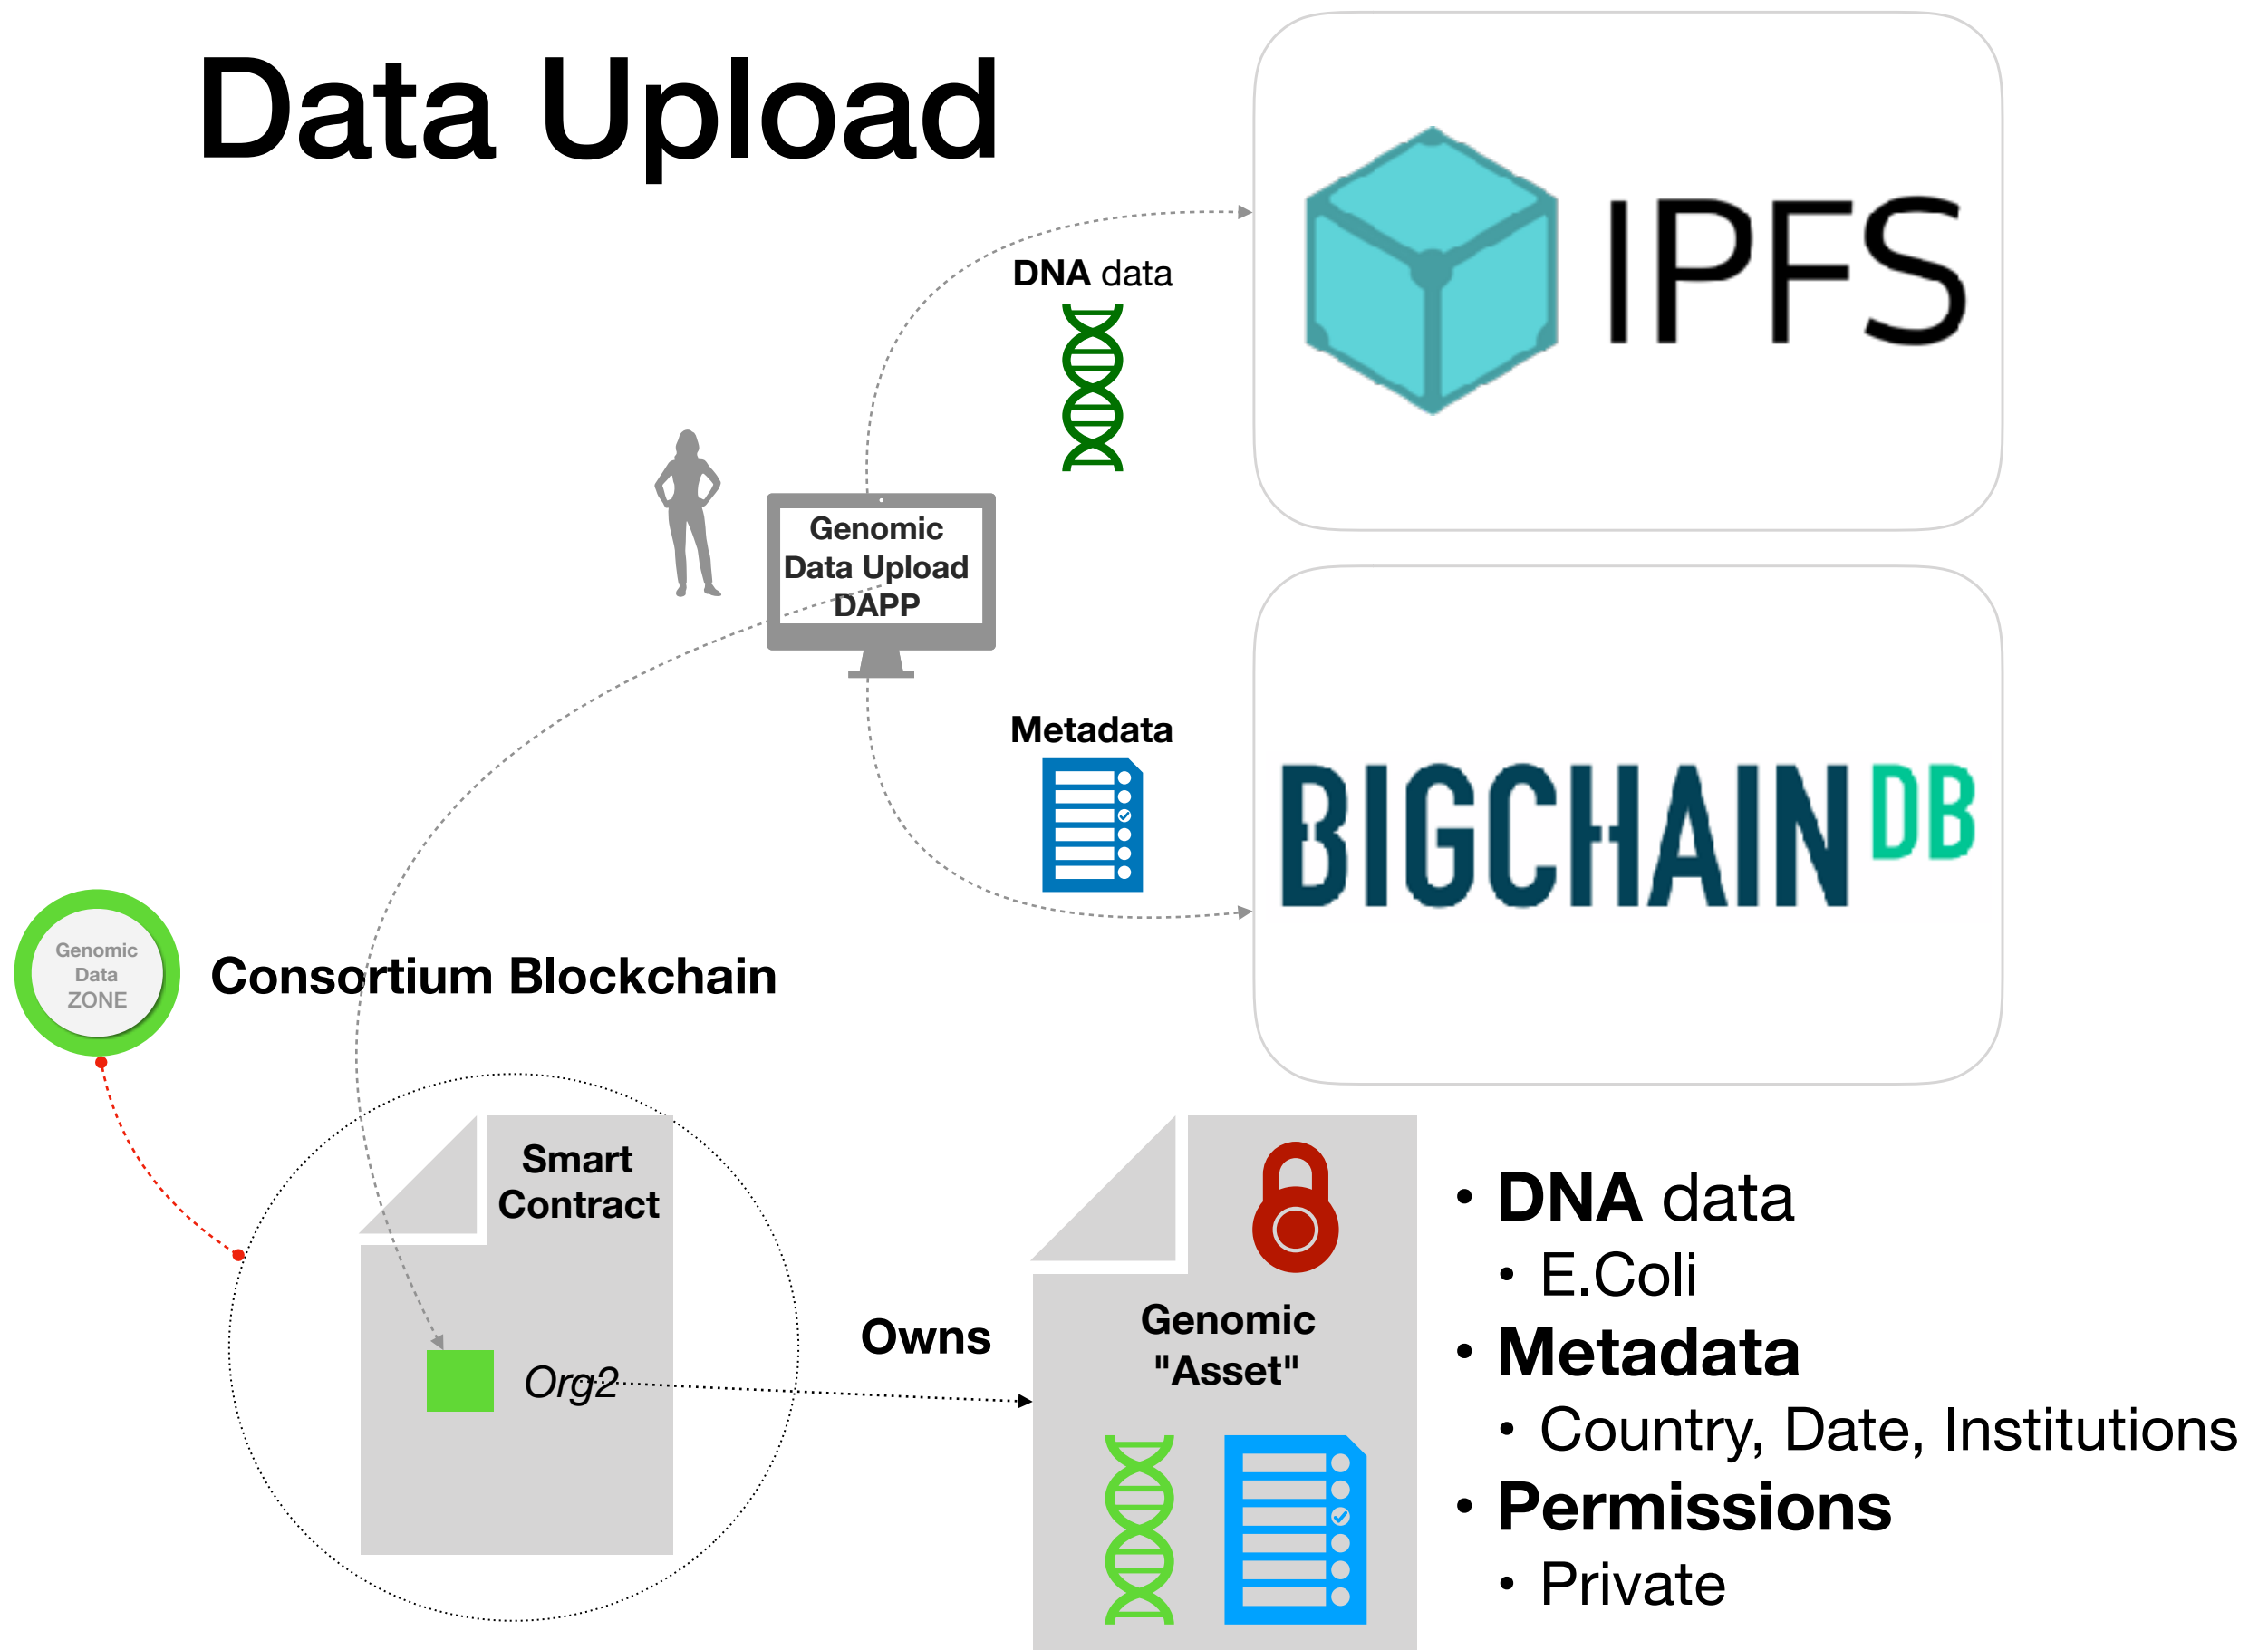 Data Upload
IPFS
DNA data
Genomic
Data Upload
DAPP
Metadata
BIGCHAIN DB
Genomic
Data
ZONE
Consortium Blockchain
Smart
Contract
Org2
Owns
Genomic
"Asset"
• DNA data
• E.Coli
• Metadata
• Country, Date, Institutions
• Permissions
• Private